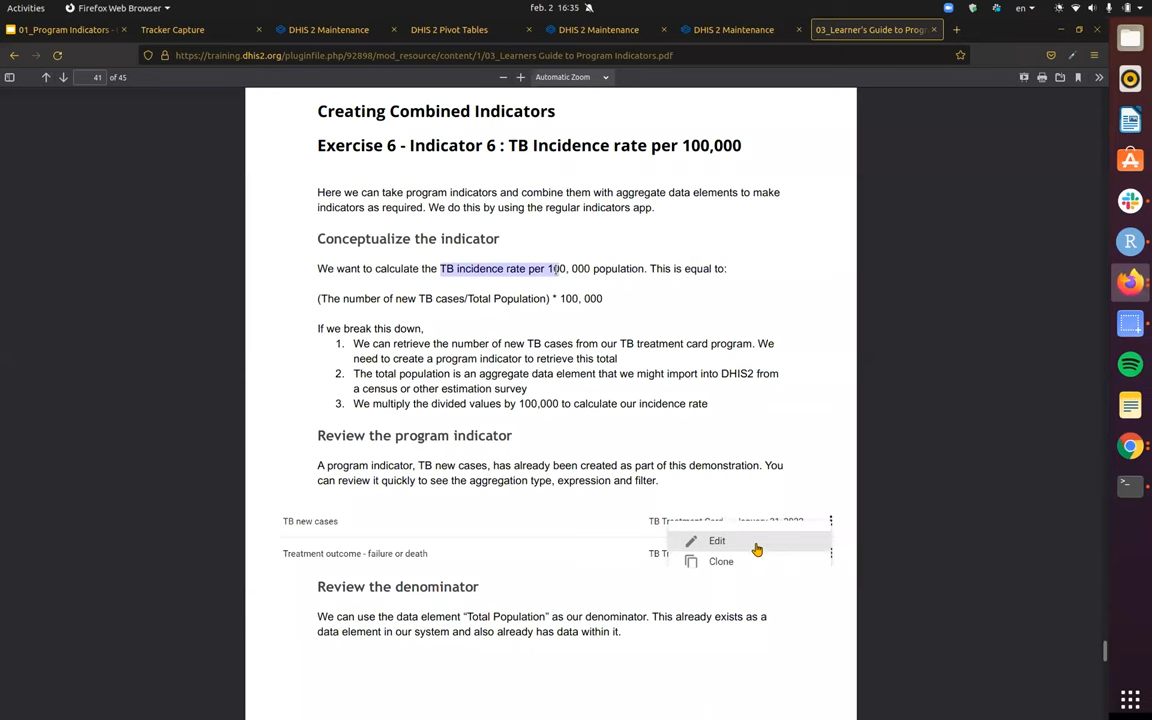 Activities
Firefox Web Browser
feb. 2 16:35
en
01_Program Indicators -
Tracker Capture
DHIS 2 Maintenance
DHIS 2 Pivot Tables
DHIS 2 Maintenance
DHIS 2 Maintenance
03_Learner's Guide to Progr
https://training.dhis2.org/pluginfile.php/92898/mod_resource/content/1/03_Learners Guide to Program Indicators.pdf
41 of 45
Automatic Zoom
Creating Combined Indicators
Exercise 6 - Indicator 6 : TB Incidence rate per 100,000
Here we can take program indicators and combine them with aggregate data elements to make
indicators as required. We do this by using the regular indicators app.
Conceptualize the indicator
We want to calculate the TB incidence rate per 100, 000 population. This is equal to:
(The number of new TB cases/Total Population) * 100, 000
If we break this down,
1. We can retrieve the number of new TB cases from our TB treatment card program. We
need to create a program indicator to retrieve this total
2. The total population is an aggregate data element that we might import into DHIS2 from
a census or other estimation survey
3. We multiply the divided values by 100,000 to calculate our incidence rate
Review the program indicator
A program indicator, TB new cases, has already been created as part of this demonstration. You
can review it quickly to see the aggregation type, expression and filter.
TB new cases
TB Treatment Card January 31, 2022
Edit
Treatment outcome - failure or death
TB Tr
Clone
Review the denominator
We can use the data element “Total Population” as our denominator. This already exists as a
data element in our system and also already has data within it.